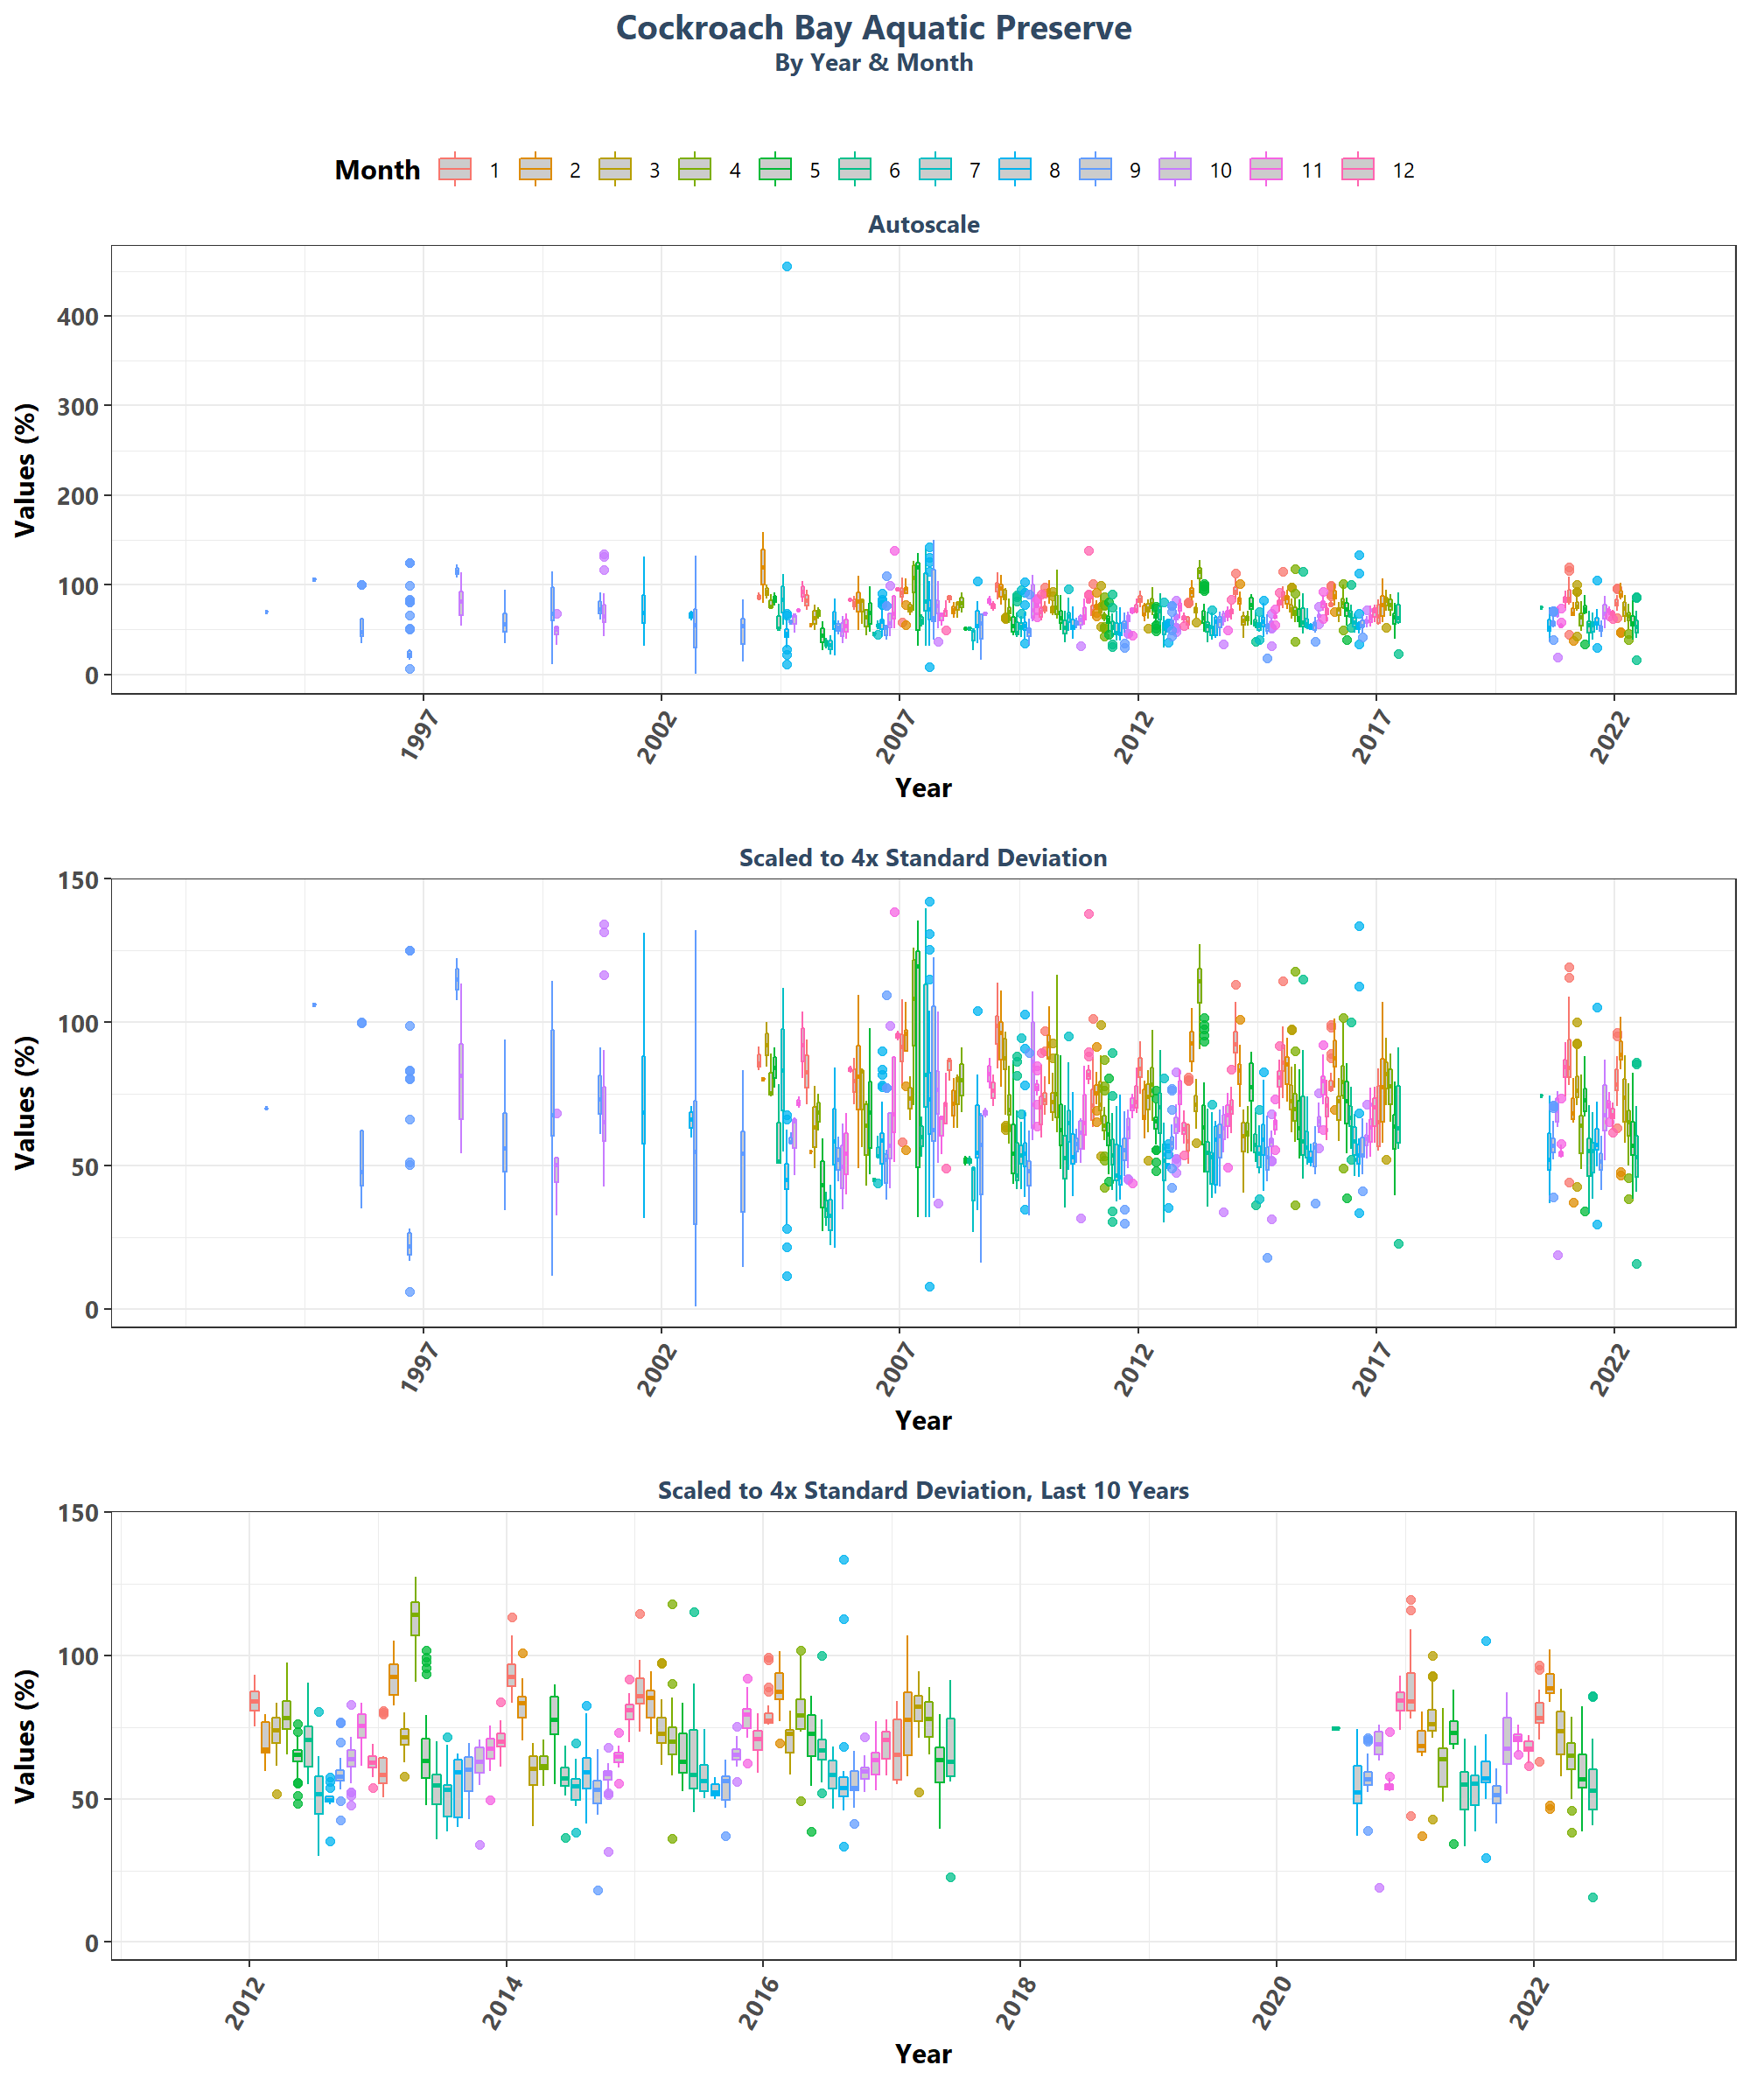 Cockroach Bay Aquatic Preserve
By Year & Month
Month 1 2 3 4 5 6 7 8 9 10 11 12
Autoscale
Values (%)
400
300
200
100
0
1997 2002 2007 2012 2017 2022
Year
Scaled to 4x Standard Deviation
Values (%)
150
100
50
0
1997 2002 2007 2012 2017 2022
Year
Scaled to 4x Standard Deviation, Last 10 Years
Values (%)
150
100
50
0
2012 2014 2016 2018 2020 2022
Year